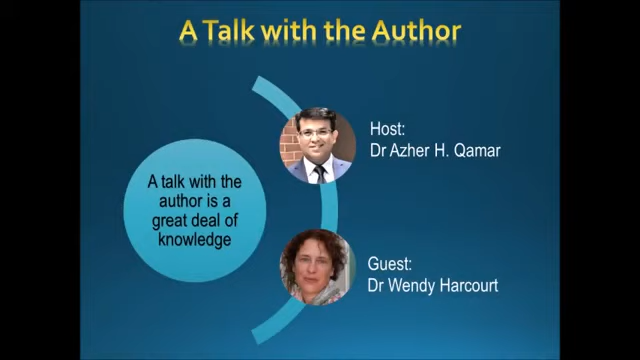 A Talk with the Author
Host:
Dr Azher H. Qamar
A talk with the
author is a
great deal of
knowledge
Guest:
Dr Wendy Harcourt